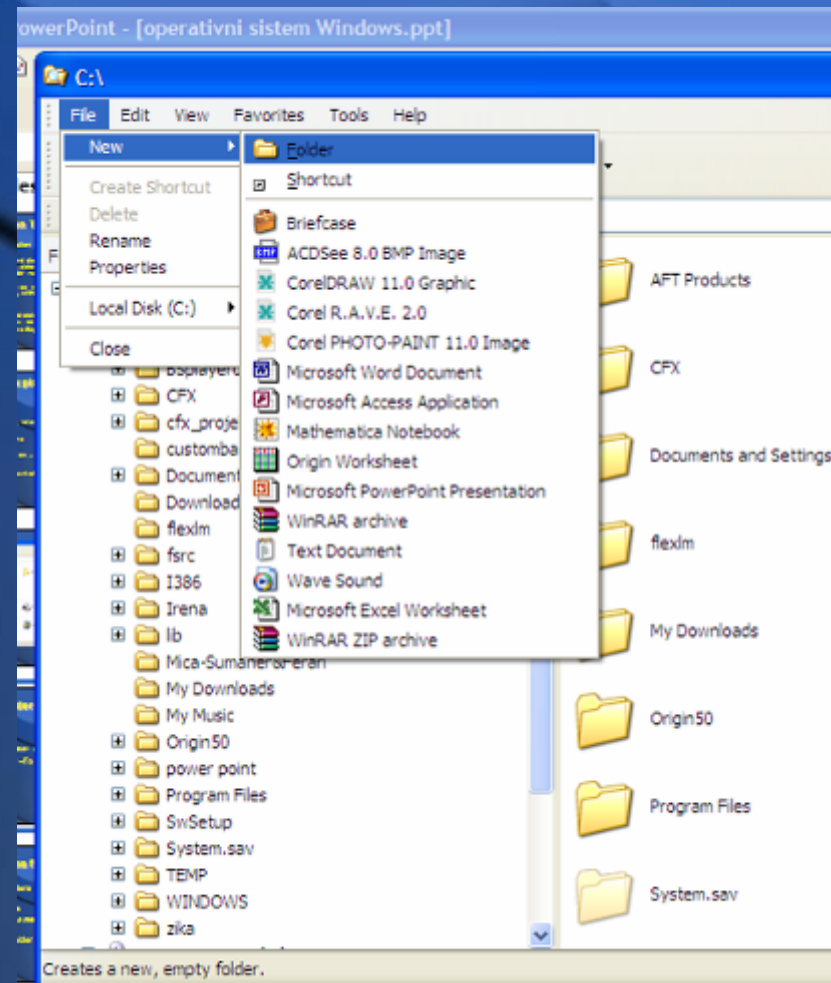 owerPoint - [operativni sistem Windows.ppt]
C:\
File Edit View Favorites Tools Help
New
Create Shortcut
Delete
Rename
Properties
Local Disk (C:)
Close
Folder
Shortcut
Briefcase
ACDSee 8.0 BMP Image
CorelDRAW 11.0 Graphic
Corel R.A.V.E. 2.0
Corel PHOTO-PAINT 11.0 Image
Microsoft Word Document
Microsoft Access Application
Mathematica Notebook
Origin Worksheet
Microsoft PowerPoint Presentation
WinRAR archive
Text Document
Wave Sound
Microsoft Excel Worksheet
WinRAR ZIP archive
CFX
cfx_proje
customba
Document
Download
flexlm
fsrc
I386
Irena
lib
My Downloads
My Music
Origin50
power point
Program Files
SwSetup
System.sav
TEMP
WINDOWS
zika
AFT Products
CFX
Documents and Settings
flexlm
My Downloads
Origin50
Program Files
System.sav
Creates a new, empty folder.